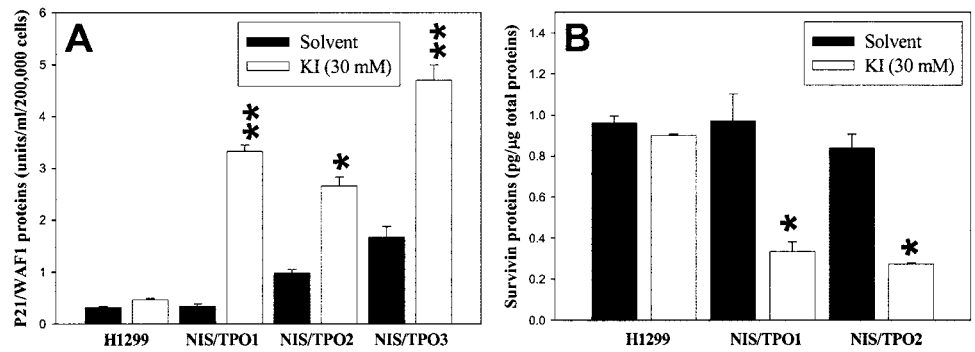 A
P21/WAF1 proteins (units/ml/200,000 cells)
6
5
4
3
2
1
0
Solvent
KI (30 mM)
**
*
**
H1299 NIS/TPO1 NIS/TPO2 NIS/TPO3
B
Survivin proteins (pg/µg total proteins)
1.4
1.2
1.0
0.8
0.6
0.4
0.2
0.0
Solvent
KI (30 mM)
*
*
H1299 NIS/TPO1 NIS/TPO2